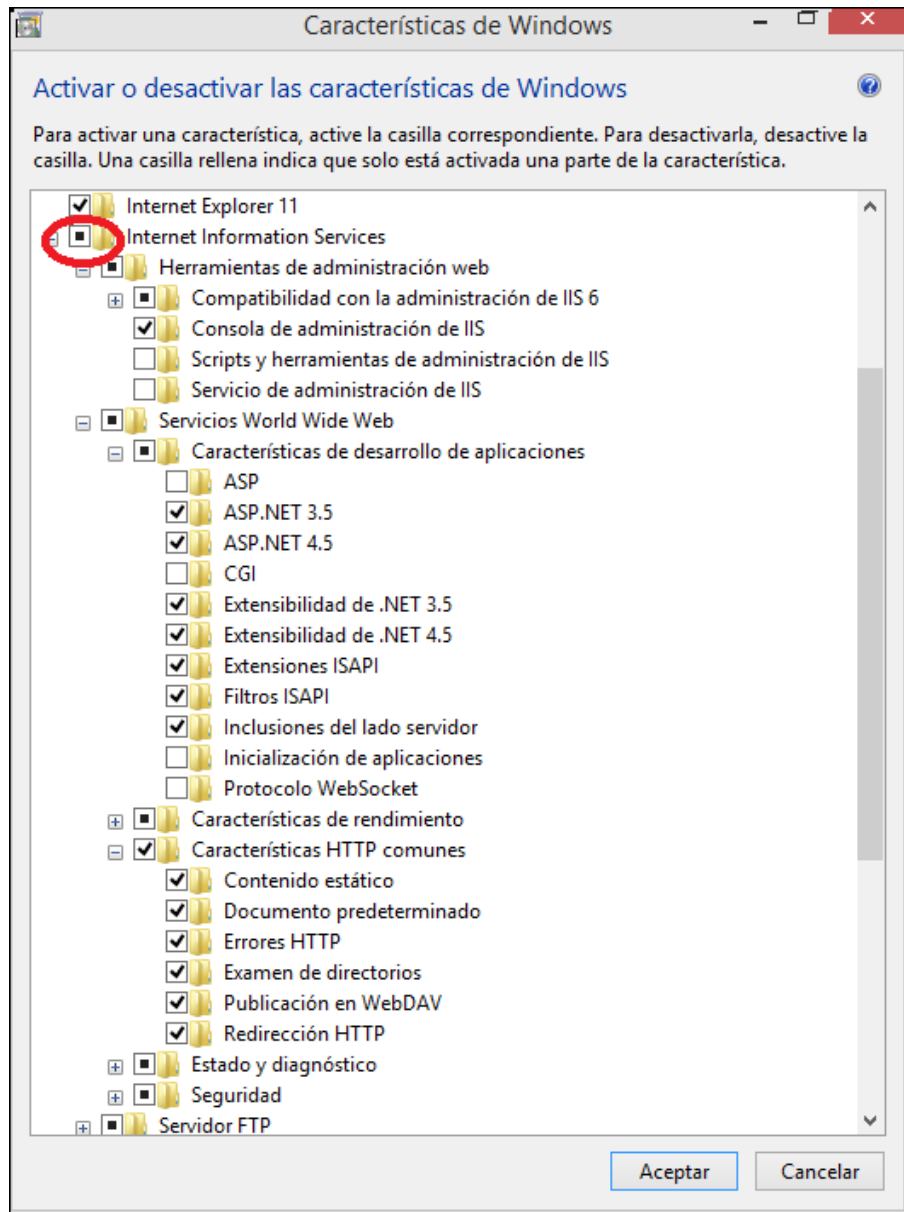 Características de Windows
Activar o desactivar las características de Windows
Para activar una característica, active la casilla correspondiente. Para desactivarla, desactive la
casilla. Una casilla rellena indica que solo está activada una parte de la característica.
Internet Explorer 11
Internet Information Services
Herramientas de administración web
Compatibilidad con la administración de IIS 6
Consola de administración de IIS
Scripts y herramientas de administración de IIS
Servicio de administración de IIS
Servicios World Wide Web
Características de desarrollo de aplicaciones
ASP
ASP.NET 3.5
ASP.NET 4.5
CGI
Extensibilidad de .NET 3.5
Extensibilidad de .NET 4.5
Extensiones ISAPI
Filtros ISAPI
Inclusiones del lado servidor
Inicialización de aplicaciones
Protocolo WebSocket
Características de rendimiento
Características HTTP comunes
Contenido estático
Documento predeterminado
Errores HTTP
Examen de directorios
Publicación en WebDAV
Redirección HTTP
Estado y diagnóstico
Seguridad
Servidor FTP
Aceptar Cancelar